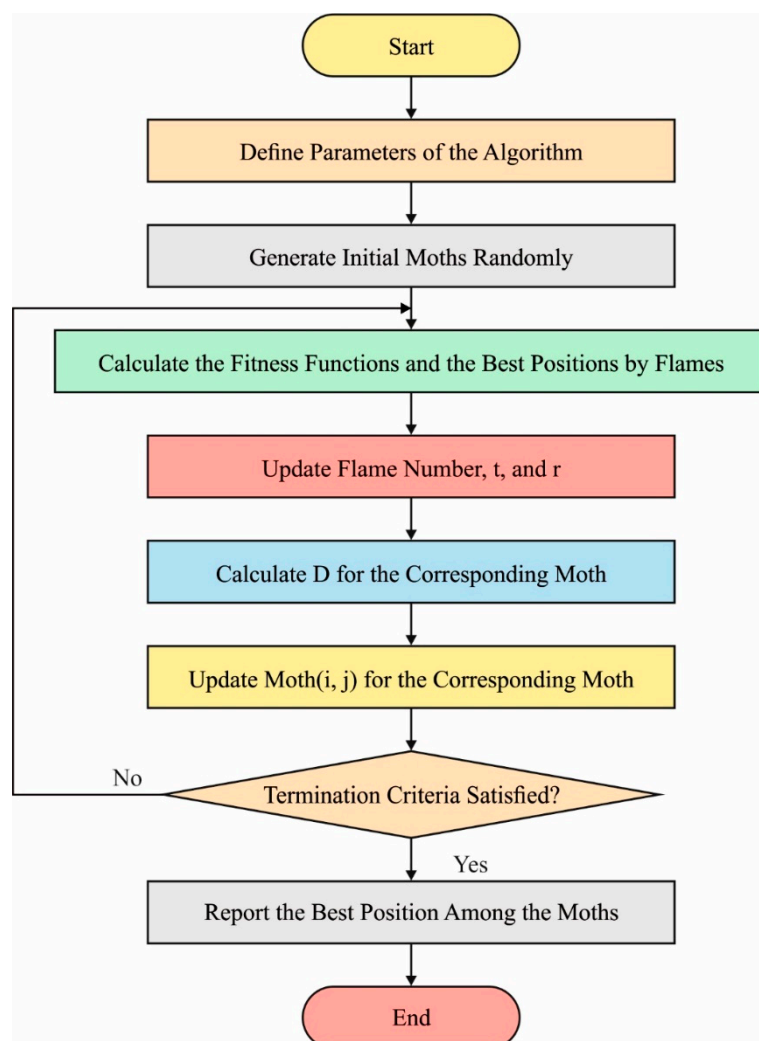 Start
Define Parameters of the Algorithm
Generate Initial Moths Randomly
Calculate the Fitness Functions and the Best Positions by Flames
Update Flame Number, t, and r
Calculate D for the Corresponding Moth
Update Moth(i, j) for the Corresponding Moth
No
Termination Criteria Satisfied?
Yes
Report the Best Position Among the Moths
End